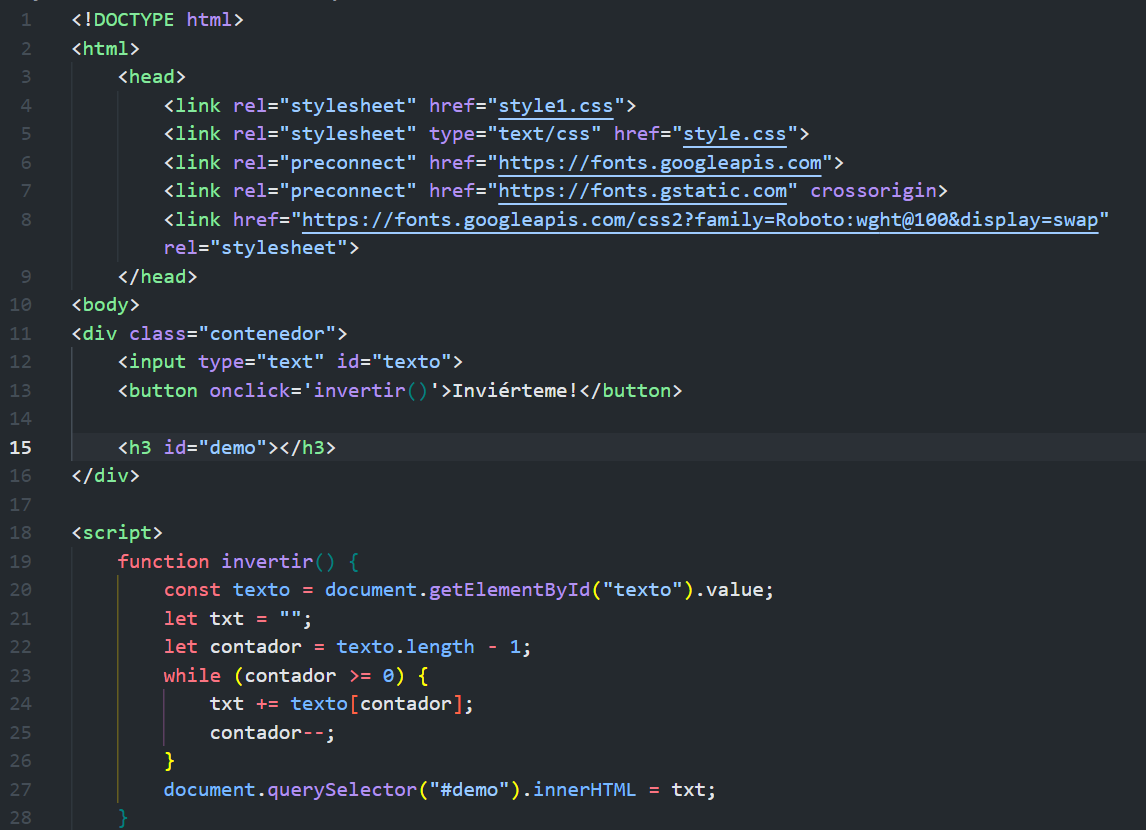 1 <!DOCTYPE html>
2 <html>
3     <head>
4         <link rel="stylesheet" href="style1.css">
5         <link rel="stylesheet" type="text/css" href="style.css">
6         <link rel="preconnect" href="https://fonts.googleapis.com">
7         <link rel="preconnect" href="https://fonts.gstatic.com" crossorigin>
8         <link href="https://fonts.googleapis.com/css2?family=Roboto:wght@100&display=swap"
        rel="stylesheet">
9     </head>
10 <body>
11 <div class="contenedor">
12     <input type="text" id="texto">
13     <button onclick='invertir()'>Inviérteme!</button>
14
15     <h3 id="demo"></h3>
16 </div>
17
18 <script>
19     function invertir() {
20         const texto = document.getElementById("texto").value;
21         let txt = "";
22         let contador = texto.length - 1;
23         while (contador >= 0) {
24             txt += texto[contador];
25             contador--;
26         }
27         document.querySelector("#demo").innerHTML = txt;
28     }